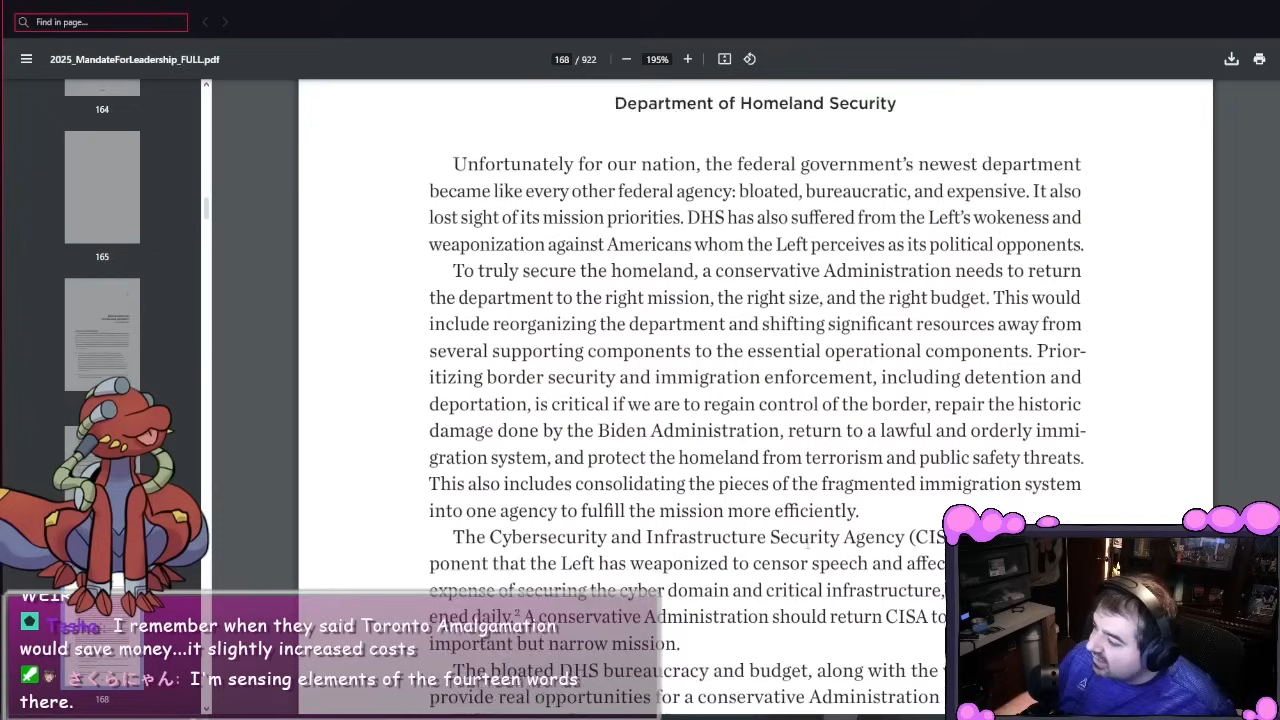 Find in page...
2025_MandateForLeadership_FULL.pdf
168 / 922
195%
164
165
168
Department of Homeland Security
Unfortunately for our nation, the federal government's newest department
became like every other federal agency: bloated, bureaucratic, and expensive. It also
lost sight of its mission priorities. DHS has also suffered from the Left's wokeness and
weaponization against Americans whom the Left perceives as its political opponents.
To truly secure the homeland, a conservative Administration needs to return
the department to the right mission, the right size, and the right budget. This would
include reorganizing the department and shifting significant resources away from
several supporting components to the essential operational components. Prior-
itizing border security and immigration enforcement, including detention and
deportation, is critical if we are to regain control of the border, repair the historic
damage done by the Biden Administration, return to a lawful and orderly immi-
gration system, and protect the homeland from terrorism and public safety threats.
This also includes consolidating the pieces of the fragmented immigration system
into one agency to fulfill the mission more efficiently.
The Cybersecurity and Infrastructure Security Agency (CIS
ponent that the Left has weaponized to censor speech and affec
expense of securing the cyber domain and critical infrastructure,
ened daily.² A conservative Administration should return CISA to
important but narrow mission.
The bloated DHS bureaucracy and budget, along with the
provide real opportunities for a conservative Administration
I remember when they said Toronto Amalgamation
would save money...it slightly increased costs
さくらにゃん: I'm sensing elements of the fourteen words
there.